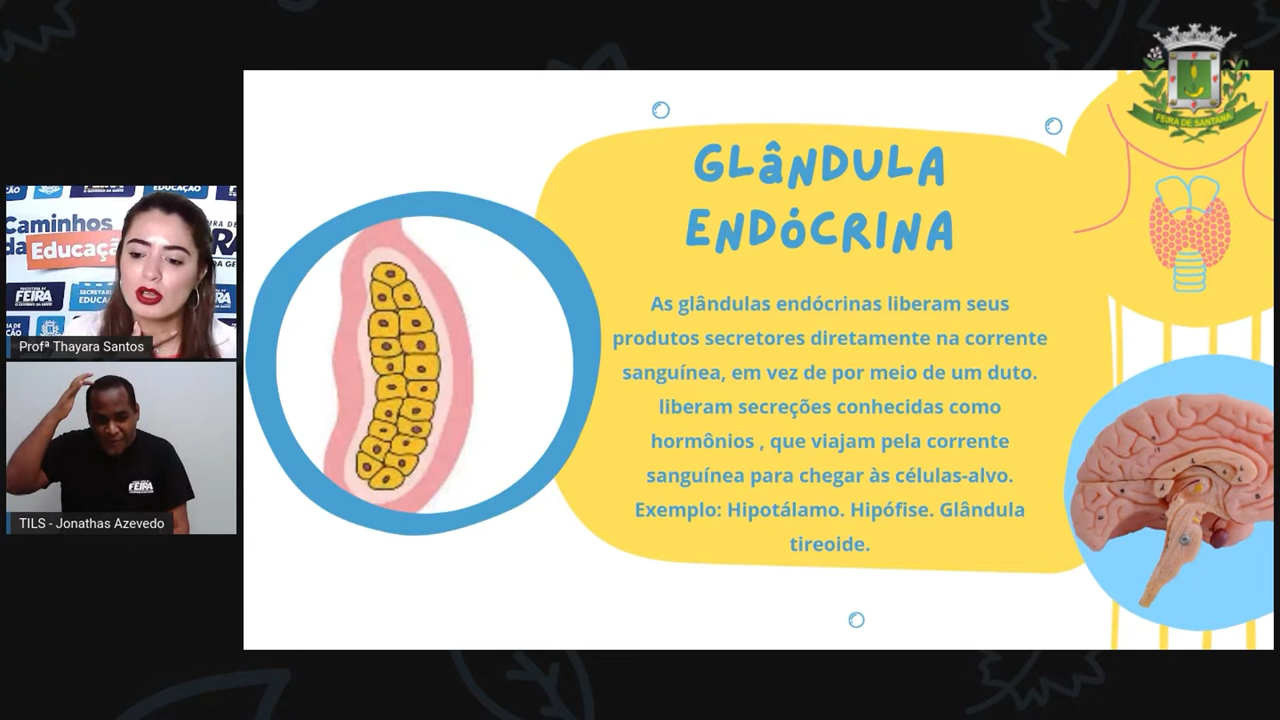 GLÂNDULA
ENDÓCRINA
As glândulas endócrinas liberam seus
produtos secretores diretamente na corrente
sanguínea, em vez de por meio de um duto.
liberam secreções conhecidas como
hormônios , que viajam pela corrente
sanguínea para chegar às células-alvo.
Exemplo: Hipotálamo. Hipófise. Glândula
tireoide.
FEIRA DE SANTANA
Caminhos
da Educaçã
EDUCAÇÃO
FEIRA
Profª Thayara Santos
FEIRA
TILS - Jonathas Azevedo